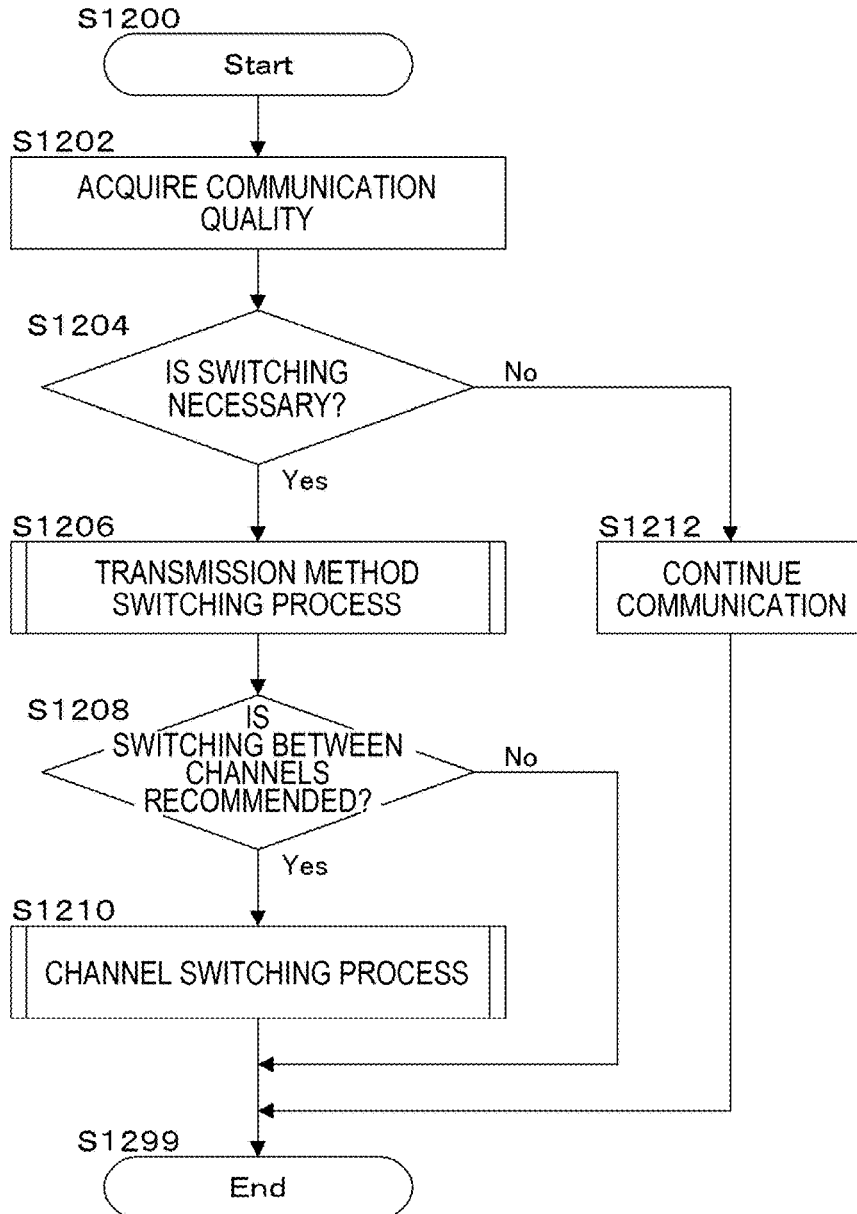 S1200
Start
S1202
ACQUIRE COMMUNICATION
QUALITY
S1204
IS SWITCHING
NECESSARY?
No
Yes
S1206
TRANSMISSION METHOD
SWITCHING PROCESS
S1212
CONTINUE
COMMUNICATION
S1208
IS
SWITCHING BETWEEN
CHANNELS
RECOMMENDED?
No
Yes
S1210
CHANNEL SWITCHING PROCESS
S1299
End